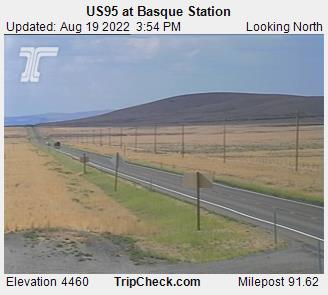 US95 at Basque Station
Updated: Aug 19 2022 3:54 PM Looking North
Elevation 4460 TripCheck.com Milepost 91.62